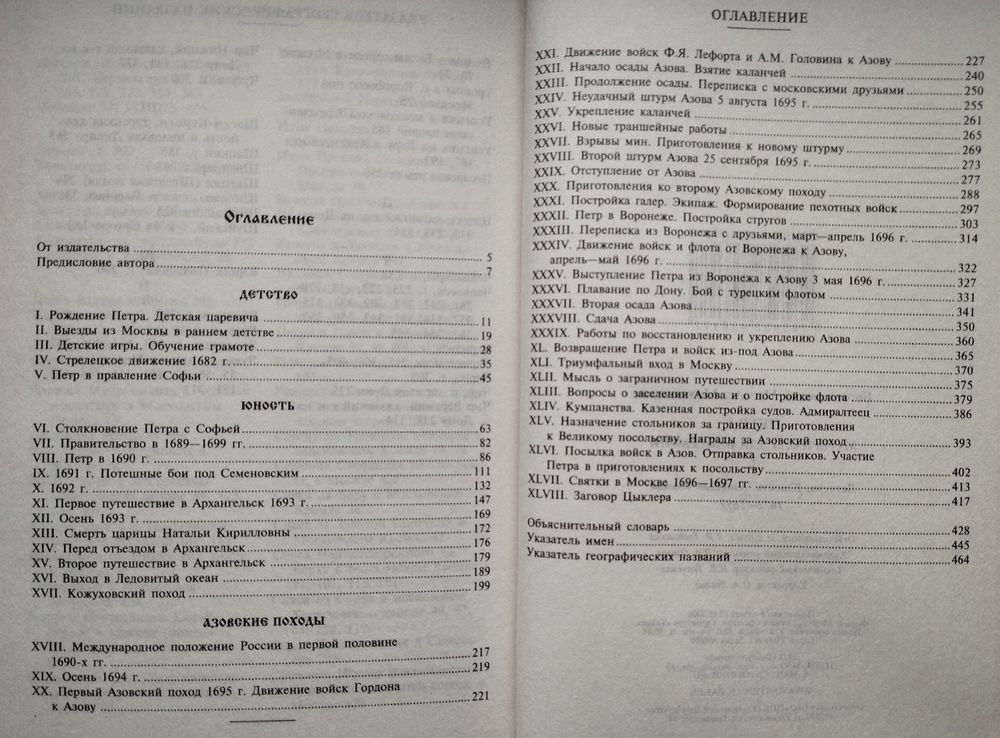 Оглавление
От издательства ..... 5
Предисловие автора ..... 7
ДЕТСТВО
I. Рождение Петра. Детская царевича ..... 11
II. Выезды из Москвы в раннем детстве ..... 19
III. Детские игры. Обучение грамоте ..... 28
IV. Стрелецкое движение 1682 г. ..... 35
V. Петр в правление Софьи ..... 45
ЮНОСТЬ
VI. Столкновение Петра с Софьей ..... 63
VII. Правительство в 1689—1699 гг. ..... 82
VIII. Петр в 1690 г. ..... 86
IX. 1691 г. Потешные бои под Семеновским ..... 111
X. 1692 г. ..... 132
XI. Первое путешествие в Архангельск 1693 г. ..... 147
XII. Осень 1693 г. ..... 169
XIII. Смерть царицы Натальи Кирилловны ..... 172
XIV. Перед отъездом в Архангельск ..... 176
XV. Второе путешествие в Архангельск ..... 179
XVI. Выход в Ледовитый океан ..... 189
XVII. Кожуховский поход ..... 199
АЗОВСКИЕ ПОХОДЫ
XVIII. Международное положение России в первой половине
1690-х гг. ..... 217
XIX. Осень 1694 г. ..... 219
XX. Первый Азовский поход 1695 г. Движение войск Гордона
к Азову ..... 221
ОГЛАВЛЕНИЕ
XXI. Движение войск Ф.Я. Лефорта и А.М. Головина к Азову ..... 227
XXII. Начало осады Азова. Взятие каланчей ..... 240
XXIII. Продолжение осады. Переписка с московскими друзьями ..... 250
XXIV. Неудачный штурм Азова 5 августа 1695 г. ..... 255
XXV. Укрепление каланчей ..... 261
XXVI. Новые траншейные работы ..... 265
XXVII. Взрывы мин. Приготовления к новому штурму ..... 269
XXVIII. Второй штурм Азова 25 сентября 1695 г. ..... 273
XXIX. Отступление от Азова ..... 277
XXX. Приготовления ко второму Азовскому походу ..... 288
XXXI. Постройка галер. Экипаж. Формирование пехотных войск ..... 297
XXXII. Петр в Воронеже. Постройка стругов ..... 303
XXXIII. Переписка из Воронежа с друзьями, март—апрель 1696 г. ..... 314
XXXIV. Движение войск и флота от Воронежа к Азову,
апрель—май 1696 г. ..... 322
XXXV. Выступление Петра из Воронежа к Азову 3 мая 1696 г. ..... 327
XXXVI. Плавание по Дону. Бой с турецким флотом ..... 331
XXXVII. Вторая осада Азова ..... 341
XXXVIII. Сдача Азова ..... 350
XXXIX. Работы по восстановлению и укреплению Азова ..... 360
XL. Возвращение Петра и войск из-под Азова ..... 365
XLI. Триумфальный вход в Москву ..... 370
XLII. Мысль о заграничном путешествии ..... 375
XLIII. Вопросы о заселении Азова и о постройке флота ..... 379
XLIV. Кумпанства. Казенная постройка судов. Адмиралтеец ..... 386
XLV. Назначение стольников за границу. Приготовления
к Великому посольству. Награды за Азовский поход ..... 393
XLVI. Посылка войск в Азов. Отправка стольников. Участие
Петра в приготовлениях к посольству ..... 402
XLVII. Святки в Москве 1696—1697 гг. ..... 413
XLVIII. Заговор Цыклера ..... 417
Объяснительный словарь ..... 428
Указатель имен ..... 445
Указатель географических названий ..... 464